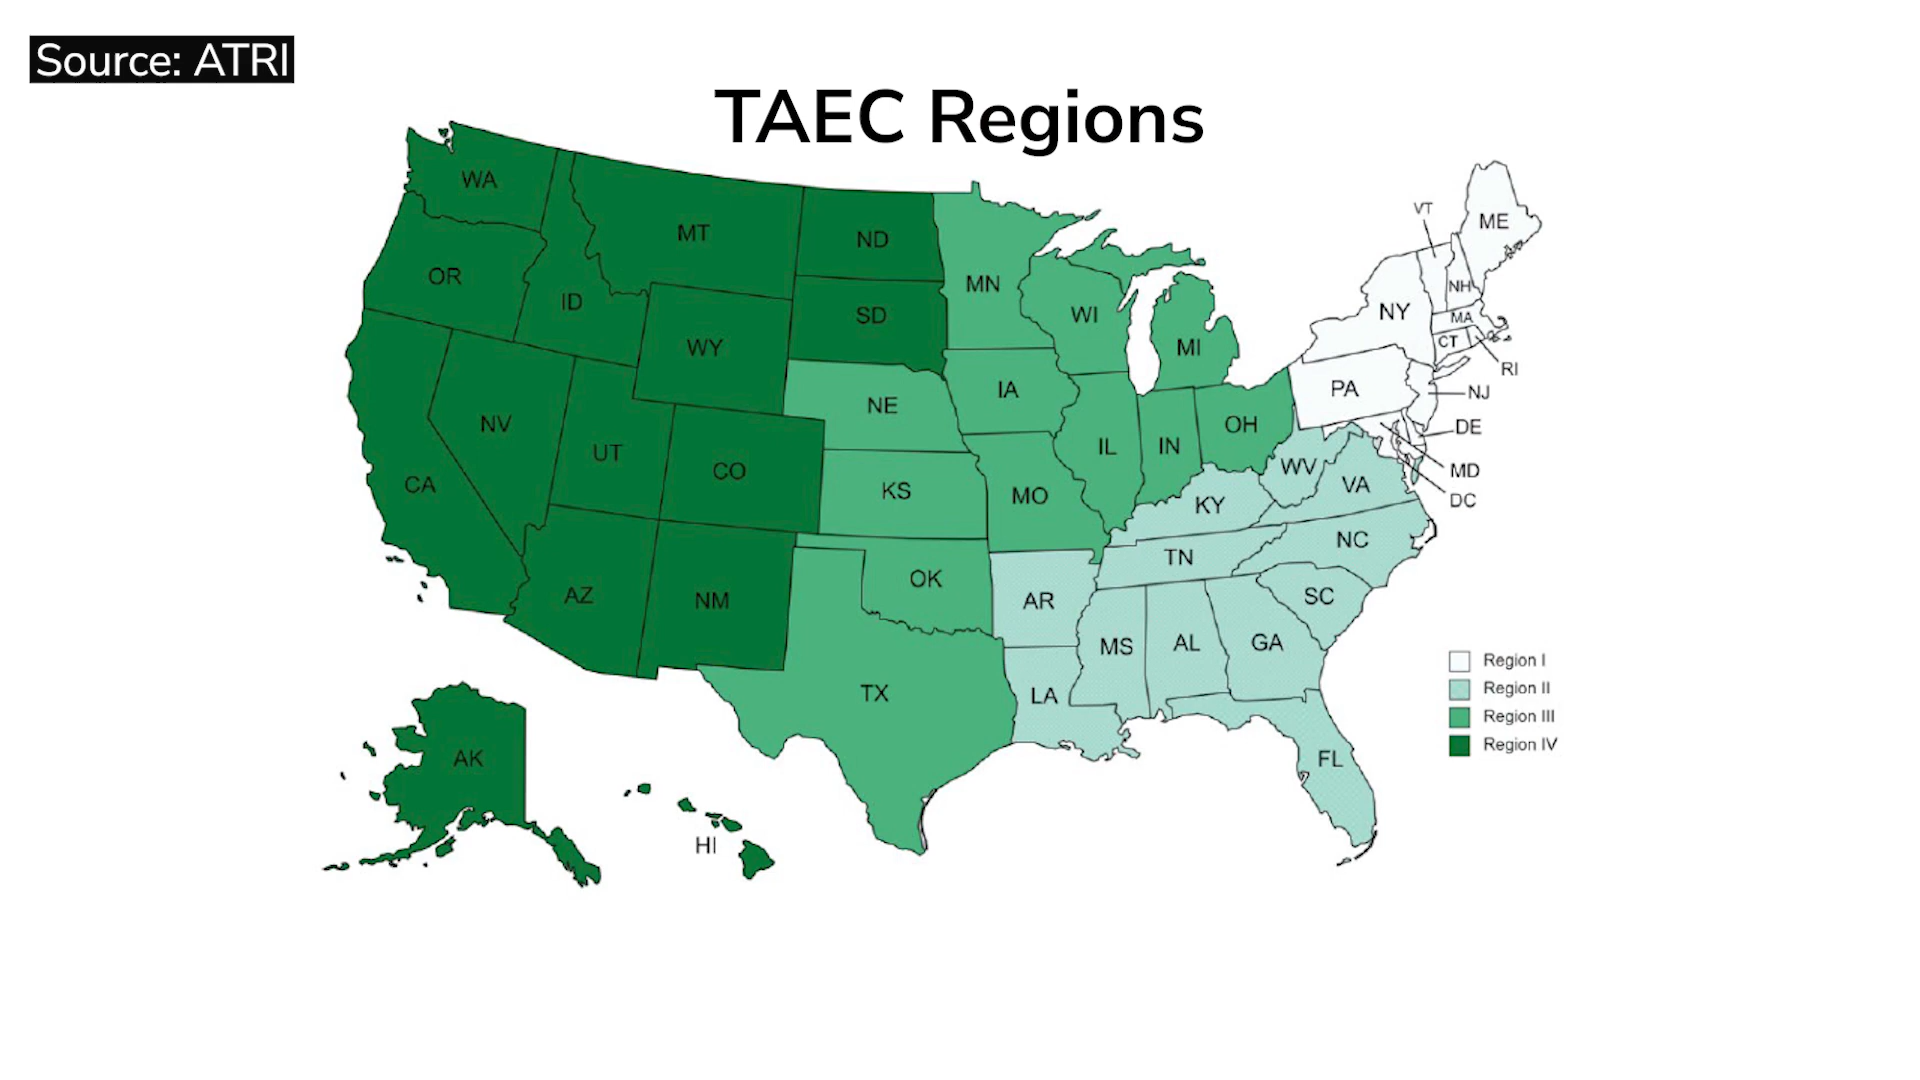 Source: ATRI
TAEC Regions
WA
MT
ND
MN
VT
ME
OR
ID
SD
WI
NH
NY
MA
WY
MI
CT
RI
NE
IA
PA
NJ
NV
UT
CO
IL
IN
OH
DE
CA
KS
MO
WV
VA
MD
DC
KY
NC
TN
AZ
NM
OK
AR
SC
MS
AL
GA
TX
LA
FL
Region I
Region II
Region III
Region IV
AK
HI